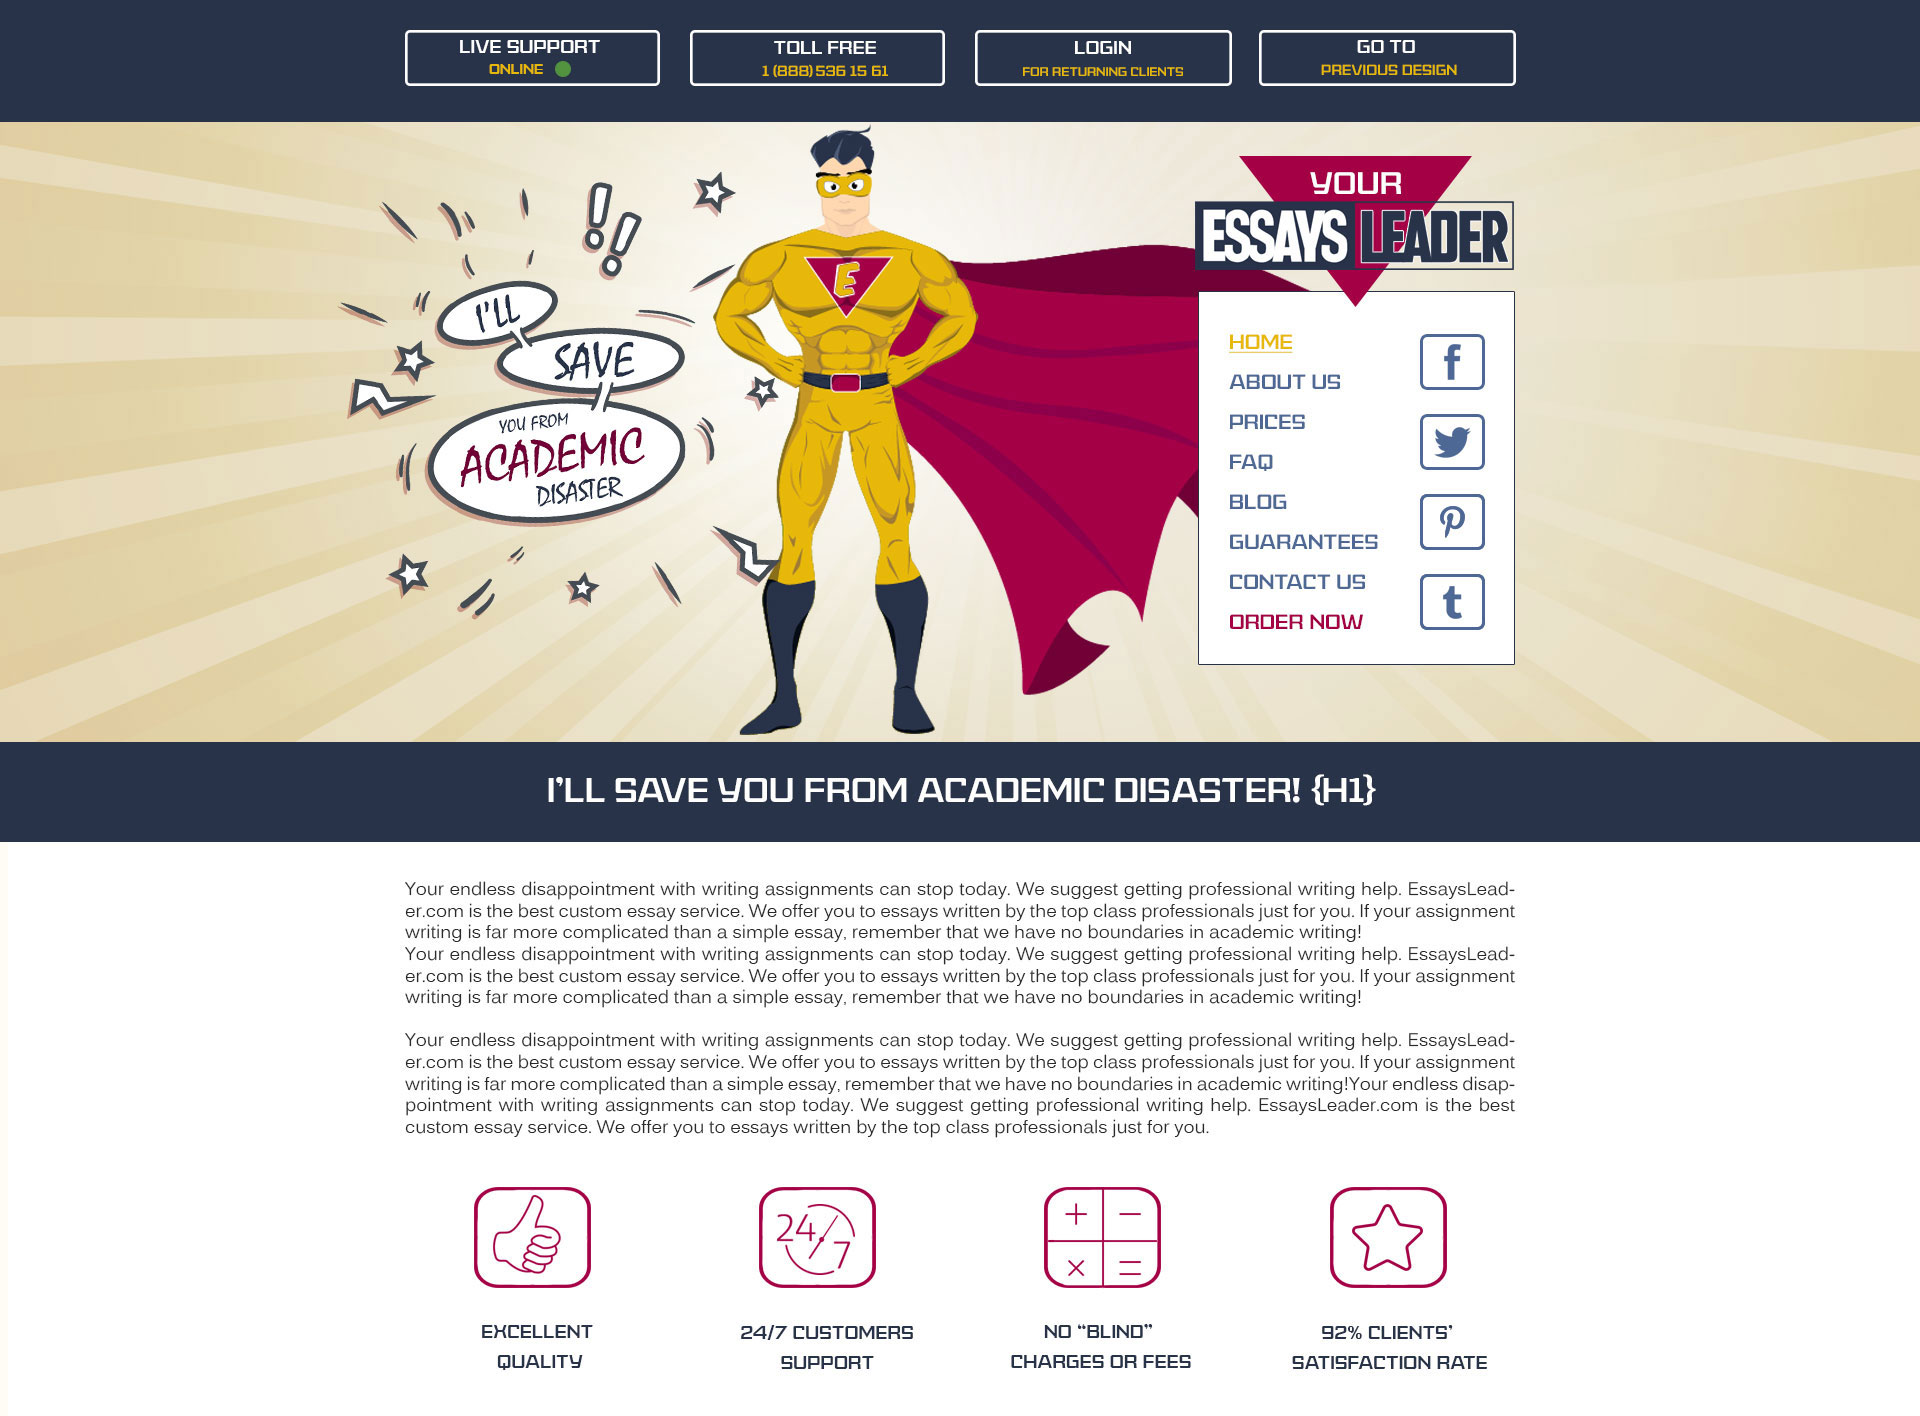 LIVE SUPPORT
ONLINE
TOLL FREE
1 (888) 536 15 61
LOGIN
FOR RETURNING CLIENTS
GO TO
PREVIOUS DESIGN
I'LL
SAVE
YOU FROM
ACADEMIC
DISASTER
E
YOUR
ESSAYS LEADER
HOME
ABOUT US
PRICES
FAQ
BLOG
GUARANTEES
CONTACT US
ORDER NOW
I'LL SAVE YOU FROM ACADEMIC DISASTER! {H1}
Your endless disappointment with writing assignments can stop today. We suggest getting professional writing help. EssaysLead-
er.com is the best custom essay service. We offer you to essays written by the top class professionals just for you. If your assignment
writing is far more complicated than a simple essay, remember that we have no boundaries in academic writing!
Your endless disappointment with writing assignments can stop today. We suggest getting professional writing help. EssaysLead-
er.com is the best custom essay service. We offer you to essays written by the top class professionals just for you. If your assignment
writing is far more complicated than a simple essay, remember that we have no boundaries in academic writing!
Your endless disappointment with writing assignments can stop today. We suggest getting professional writing help. EssaysLead-
er.com is the best custom essay service. We offer you to essays written by the top class professionals just for you. If your assignment
writing is far more complicated than a simple essay, remember that we have no boundaries in academic writing!Your endless disap-
pointment with writing assignments can stop today. We suggest getting professional writing help. EssaysLeader.com is the best
custom essay service. We offer you to essays written by the top class professionals just for you.
24
7
+ −
× =
EXCELLENT
QUALITY
24/7 CUSTOMERS
SUPPORT
NO “BLIND”
CHARGES OR FEES
92% CLIENTS'
SATISFACTION RATE